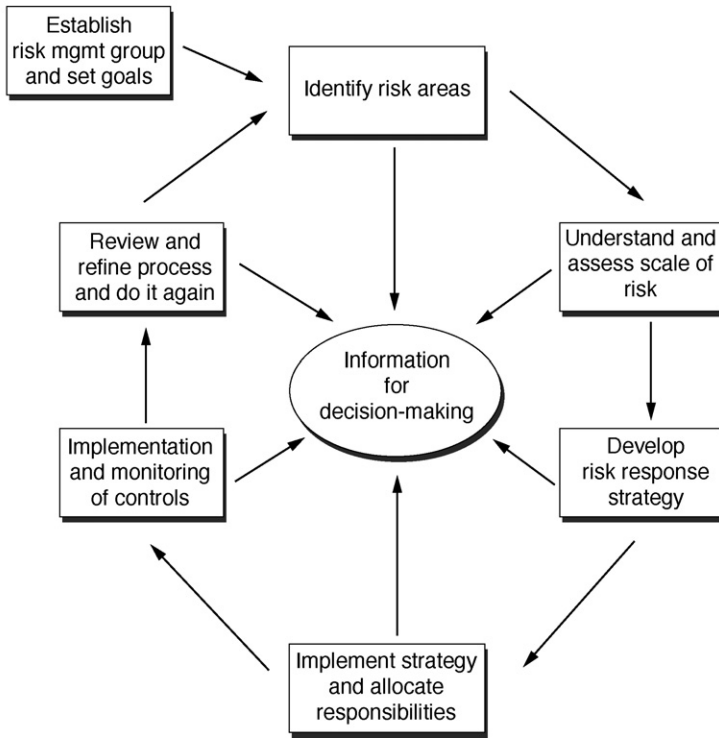 Establish
risk mgmt group
and set goals
Identify risk areas
Understand and
assess scale of
risk
Develop
risk response
strategy
Implement strategy
and allocate
responsibilities
Implementation
and monitoring
of controls
Review and
refine process
and do it again
Information
for
decision-making